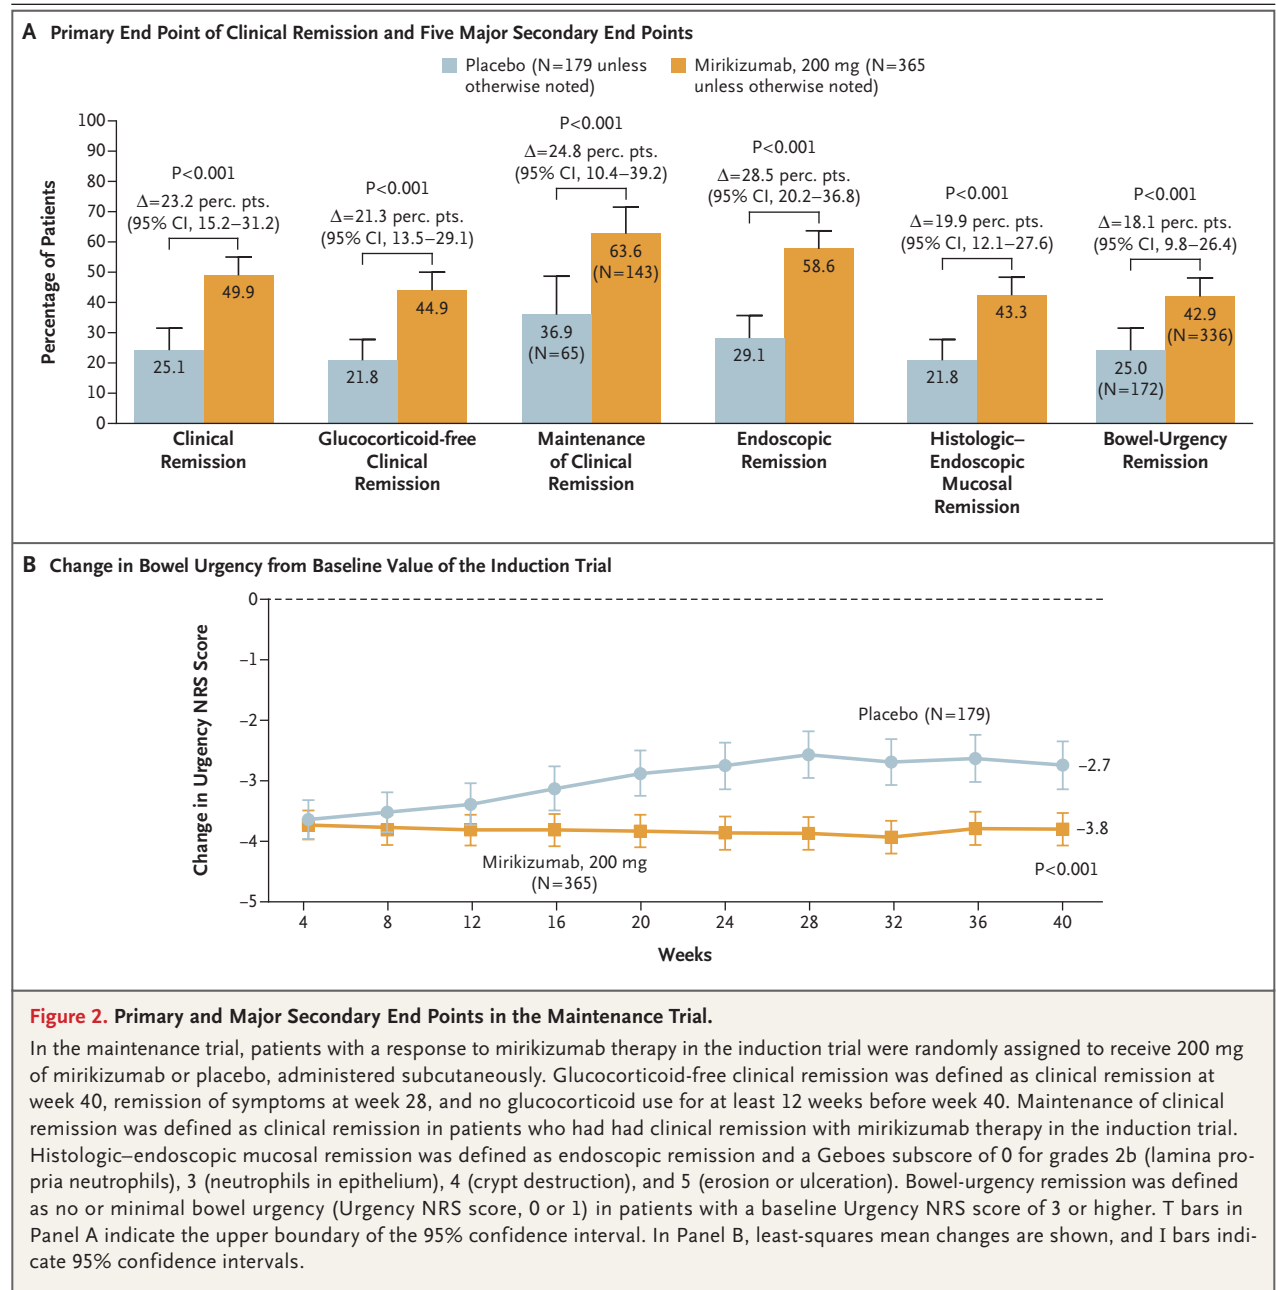 A Primary End Point of Clinical Remission and Five Major Secondary End Points
Placebo (N=179 unless
otherwise noted)
Mirikizumab, 200 mg (N=365
unless otherwise noted)
Percentage of Patients
100
90
80
70
60
50
40
30
20
10
0
P<0.001
Δ=23.2 perc. pts.
(95% CI, 15.2–31.2)
25.1
49.9
Clinical
Remission
P<0.001
Δ=21.3 perc. pts.
(95% CI, 13.5–29.1)
21.8
44.9
Glucocorticoid-free
Clinical
Remission
P<0.001
Δ=24.8 perc. pts.
(95% CI, 10.4–39.2)
36.9
(N=65)
63.6
(N=143)
Maintenance
of Clinical
Remission
P<0.001
Δ=28.5 perc. pts.
(95% CI, 20.2–36.8)
29.1
58.6
Endoscopic
Remission
P<0.001
Δ=19.9 perc. pts.
(95% CI, 12.1–27.6)
21.8
43.3
Histologic–
Endoscopic
Mucosal
Remission
P<0.001
Δ=18.1 perc. pts.
(95% CI, 9.8–26.4)
25.0
(N=172)
42.9
(N=336)
Bowel-Urgency
Remission
B Change in Bowel Urgency from Baseline Value of the Induction Trial
Change in Urgency NRS Score
0
–1
–2
–3
–4
–5
Placebo (N=179)
–2.7
–3.8
Mirikizumab, 200 mg
(N=365)
P<0.001
4 8 12 16 20 24 28 32 36 40
Weeks
Figure 2. Primary and Major Secondary End Points in the Maintenance Trial.
In the maintenance trial, patients with a response to mirikizumab therapy in the induction trial were randomly assigned to receive 200 mg
of mirikizumab or placebo, administered subcutaneously. Glucocorticoid-free clinical remission was defined as clinical remission at
week 40, remission of symptoms at week 28, and no glucocorticoid use for at least 12 weeks before week 40. Maintenance of clinical
remission was defined as clinical remission in patients who had had clinical remission with mirikizumab therapy in the induction trial.
Histologic–endoscopic mucosal remission was defined as endoscopic remission and a Geboes subscore of 0 for grades 2b (lamina pro-
pria neutrophils), 3 (neutrophils in epithelium), 4 (crypt destruction), and 5 (erosion or ulceration). Bowel-urgency remission was defined
as no or minimal bowel urgency (Urgency NRS score, 0 or 1) in patients with a baseline Urgency NRS score of 3 or higher. T bars in
Panel A indicate the upper boundary of the 95% confidence interval. In Panel B, least-squares mean changes are shown, and I bars indi-
cate 95% confidence intervals.